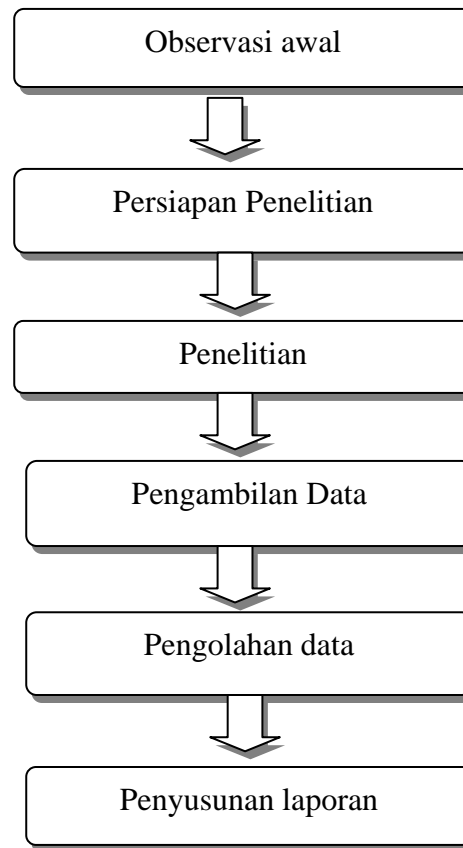 Observasi awal
Persiapan Penelitian
Penelitian
Pengambilan Data
Pengolahan data
Penyusunan laporan